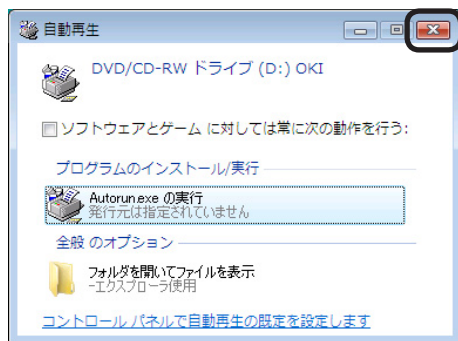 自動再生
DVD/CD-RW ドライブ (D:) OKI
ソフトウェアとゲーム に対しては常に次の動作を行う:
プログラムのインストール/実行
Autorun.exe の実行
発行元は指定されていません
全般 のオプション
フォルダを開いてファイルを表示
-エクスプローラ使用
コントロール パネルで自動再生の既定を設定します